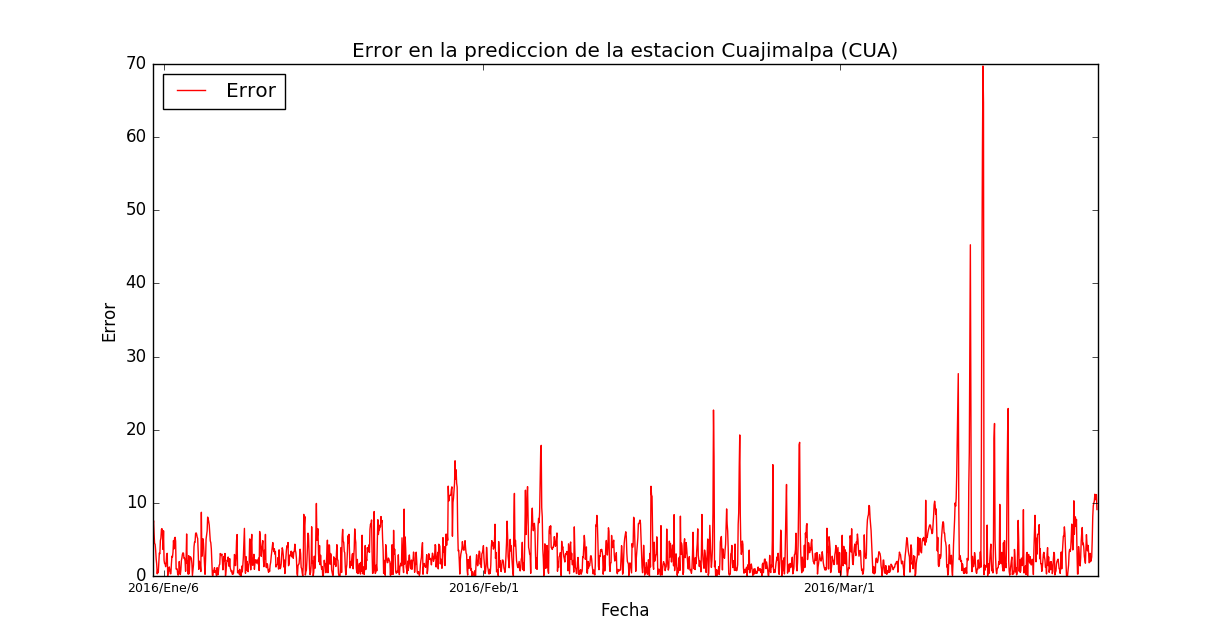 Error en la prediccion de la estacion Cuajimalpa (CUA)
Error
70
60
50
40
30
20
10
0
Error
2016/Ene/6
2016/Feb/1
2016/Mar/1
Fecha